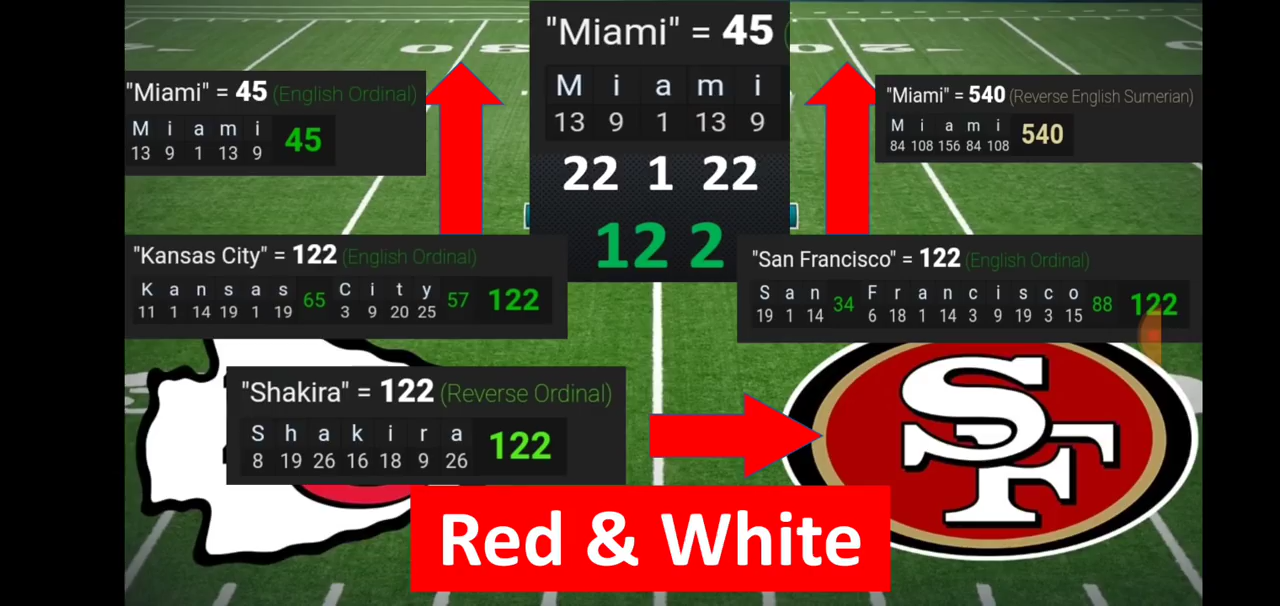 "Miami" = 45
M i a m i
13 9 1 13 9
22 1 22
12 2
"Miami" = 45 (English Ordinal)
M i a m i 45
13 9 1 13 9
"Miami" = 540 (Reverse English Sumerian)
M i a m i 540
84 108 156 84 108
"Kansas City" = 122 (English Ordinal)
K a n s a s 65 C i t y 57 122
11 1 14 19 1 19 3 9 20 25
"San Francisco" = 122 (English Ordinal)
S a n 34 F r a n c i s c o 88 122
19 1 14 6 18 1 14 3 9 19 3 15
"Shakira" = 122 (Reverse Ordinal)
S h a k i r a 122
8 19 26 16 18 9 26
SF
Red & White